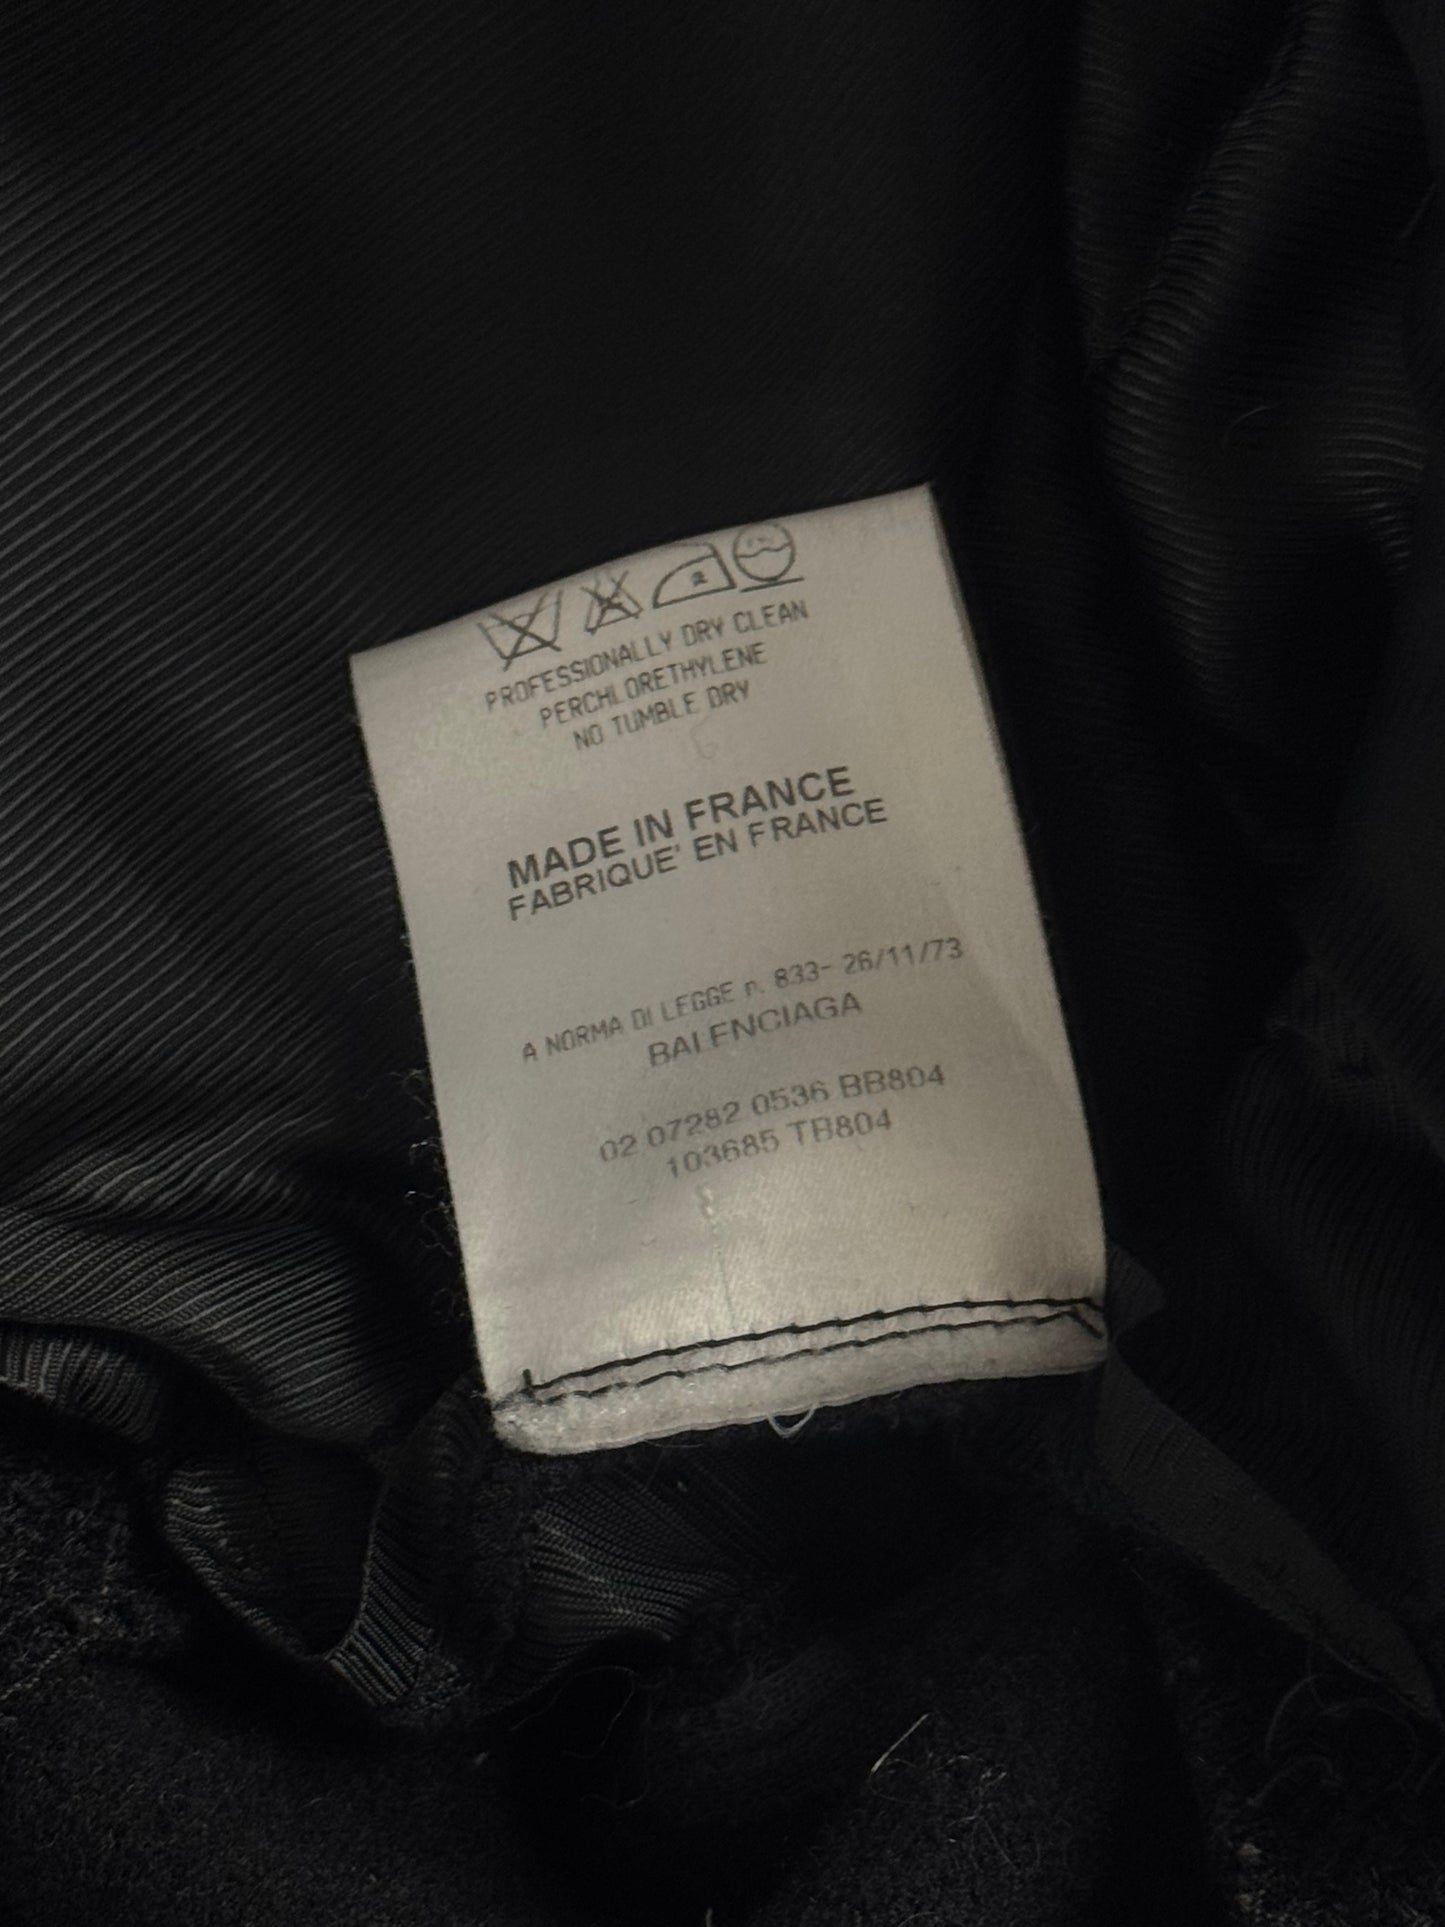 PROFESSIONALLY DRY CLEAN
PERCHLORETHYLENE
NO TUMBLE DRY
MADE IN FRANCE
FABRIQUE' EN FRANCE
A NORMA DI LEGGE n. 833- 26/11/73
BALENCIAGA
02 07282 0536 BB804
103685 TB804